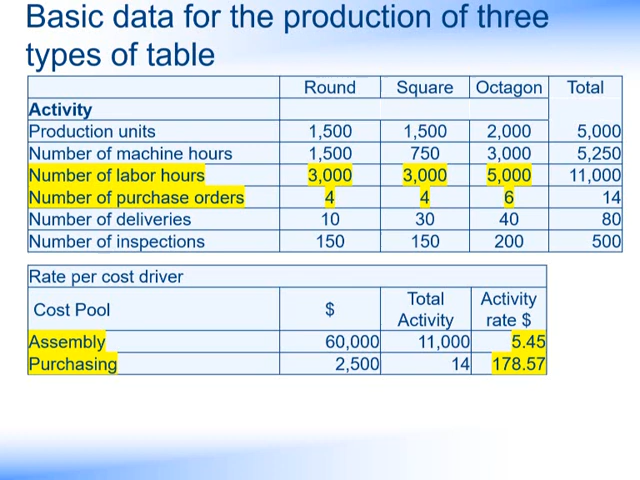 Basic data for the production of three
types of table
Round Square Octagon Total
Activity
Production units 1,500 1,500 2,000 5,000
Number of machine hours 1,500 750 3,000 5,250
Number of labor hours 3,000 3,000 5,000 11,000
Number of purchase orders 4 4 6 14
Number of deliveries 10 30 40 80
Number of inspections 150 150 200 500
Rate per cost driver
Cost Pool $ Total Activity Activity rate $
Assembly 60,000 11,000 5.45
Purchasing 2,500 14 178.57